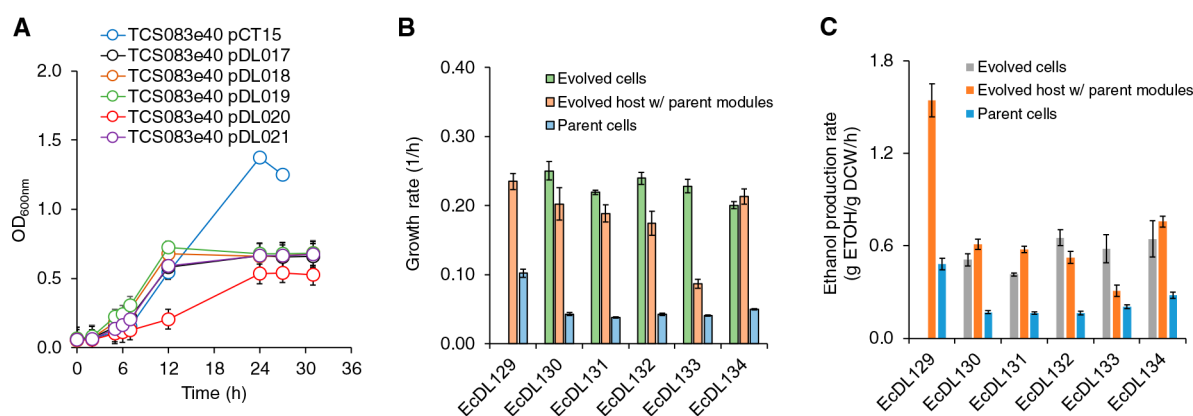 A
TCS083e40 pCT15
TCS083e40 pDL017
TCS083e40 pDL018
TCS083e40 pDL019
TCS083e40 pDL020
TCS083e40 pDL021
2.0
1.5
1.0
0.5
0.0
OD600nm
0 6 12 18 24 30 36
Time (h)
B
Evolved cells
Evolved host w/ parent modules
Parent cells
0.40
0.30
0.20
0.10
0.00
Growth rate (1/h)
EcDL129
EcDL130
EcDL131
EcDL132
EcDL133
EcDL134
C
Evolved cells
Evolved host w/ parent modules
Parent cells
1.8
1.2
0.6
0.0
Ethanol production rate
(g ETOH/g DCW/h)
EcDL129
EcDL130
EcDL131
EcDL132
EcDL133
EcDL134